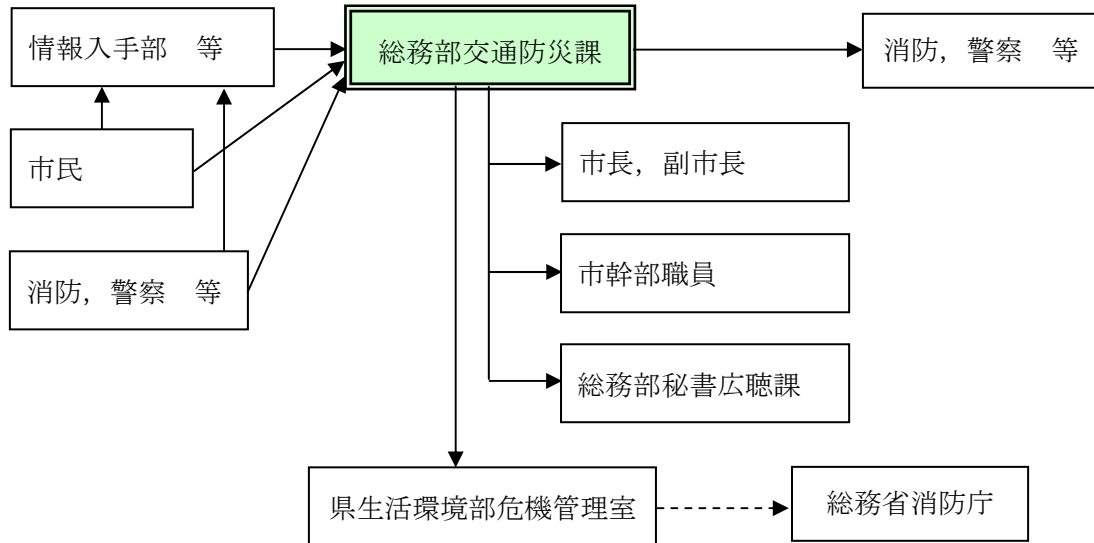 情報入手部　等
総務部交通防災課
消防，警察　等
市民
市長，副市長
消防，警察　等
市幹部職員
総務部秘書広聴課
県生活環境部危機管理室
総務省消防庁